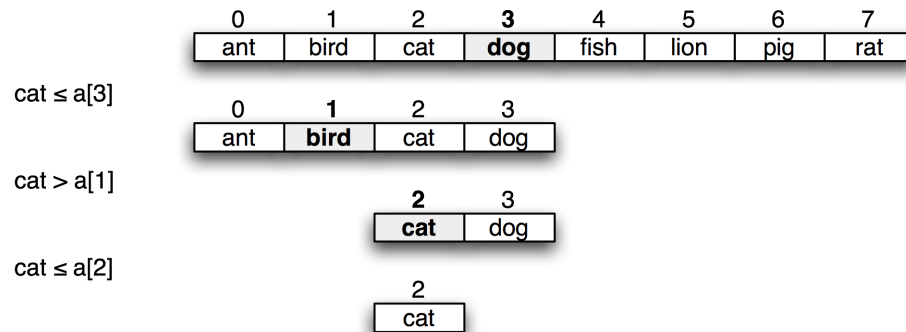 0 1 2 3 4 5 6 7
ant bird cat dog fish lion pig rat
cat ≤ a[3]
0 1 2 3
ant bird cat dog
cat > a[1]
2 3
cat dog
cat ≤ a[2]
2
cat